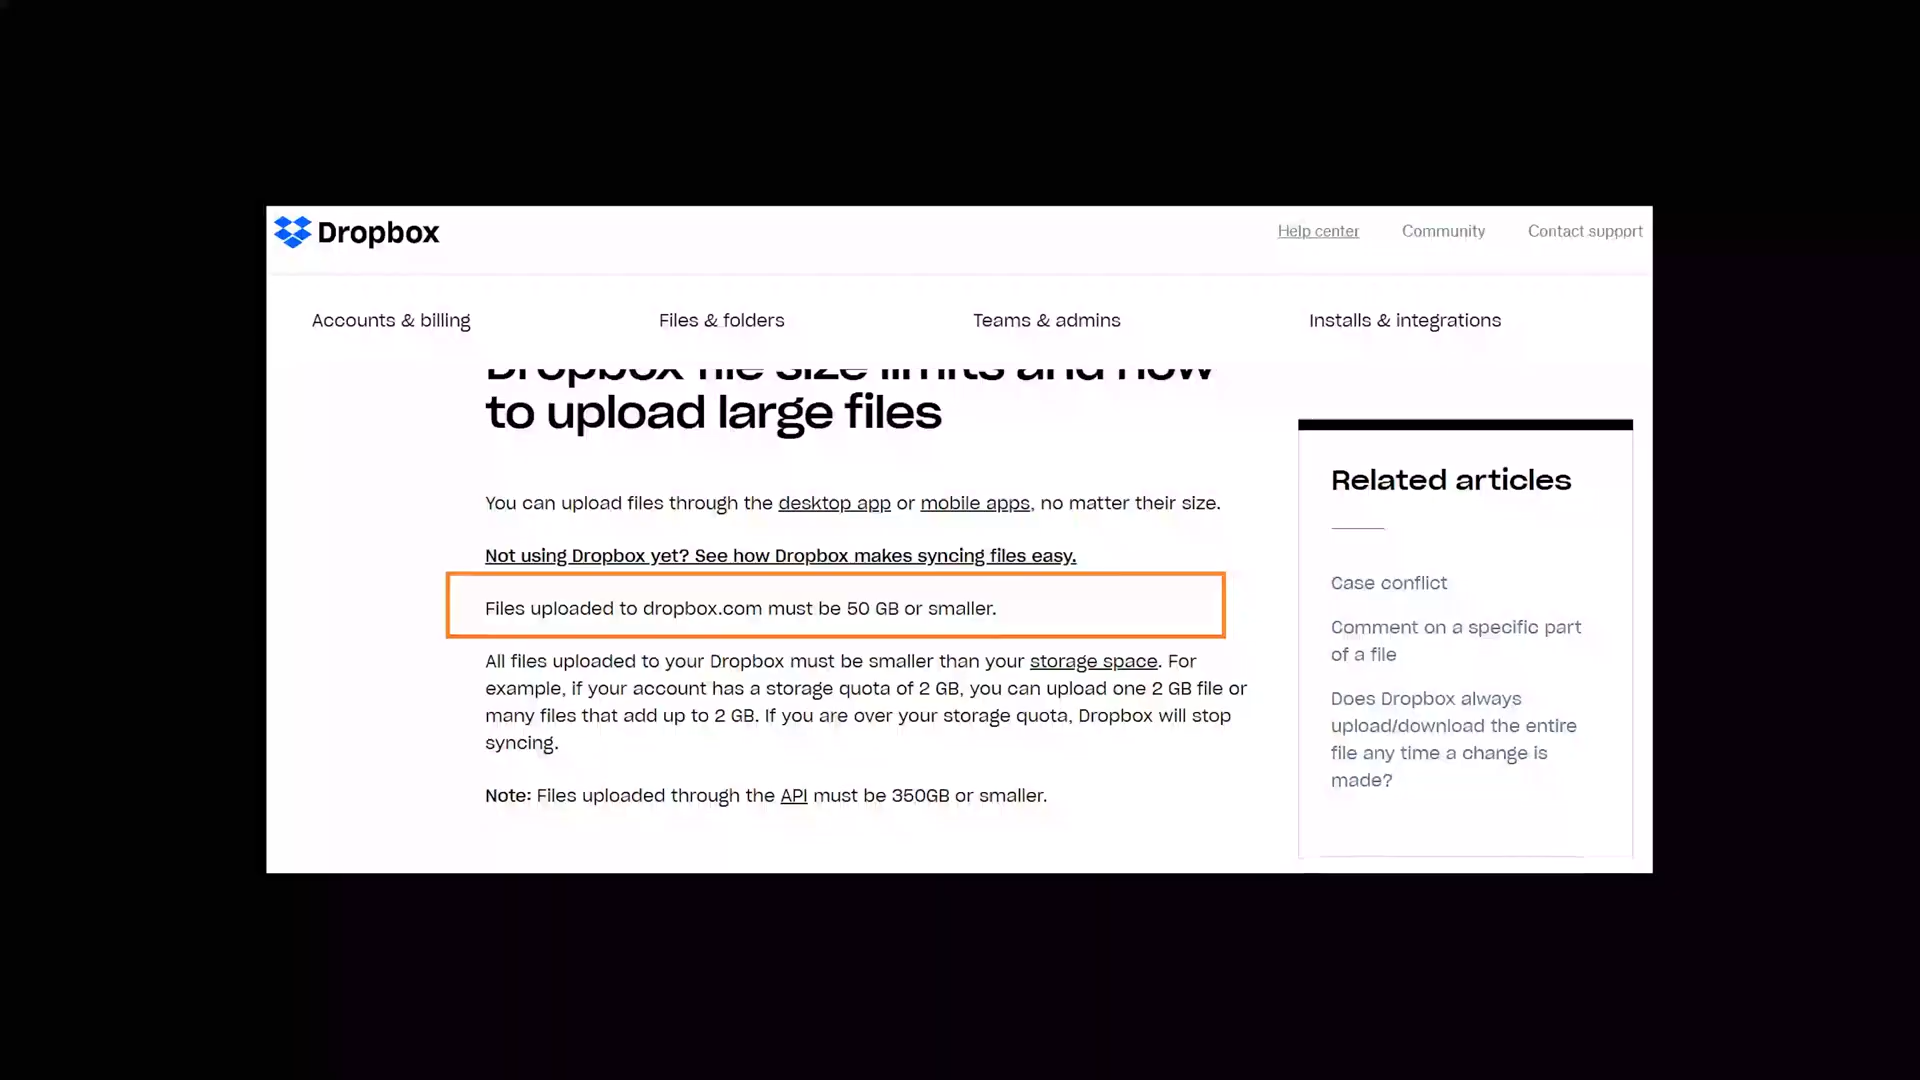 Dropbox
Help center
Community
Contact support
Accounts & billing
Files & folders
Teams & admins
Installs & integrations
Dropbox file size limits and how
to upload large files
You can upload files through the desktop app or mobile apps, no matter their size.
Not using Dropbox yet? See how Dropbox makes syncing files easy.
Files uploaded to dropbox.com must be 50 GB or smaller.
All files uploaded to your Dropbox must be smaller than your storage space. For
example, if your account has a storage quota of 2 GB, you can upload one 2 GB file or
many files that add up to 2 GB. If you are over your storage quota, Dropbox will stop
syncing.
Note: Files uploaded through the API must be 350GB or smaller.
Related articles
Case conflict
Comment on a specific part
of a file
Does Dropbox always
upload/download the entire
file any time a change is
made?